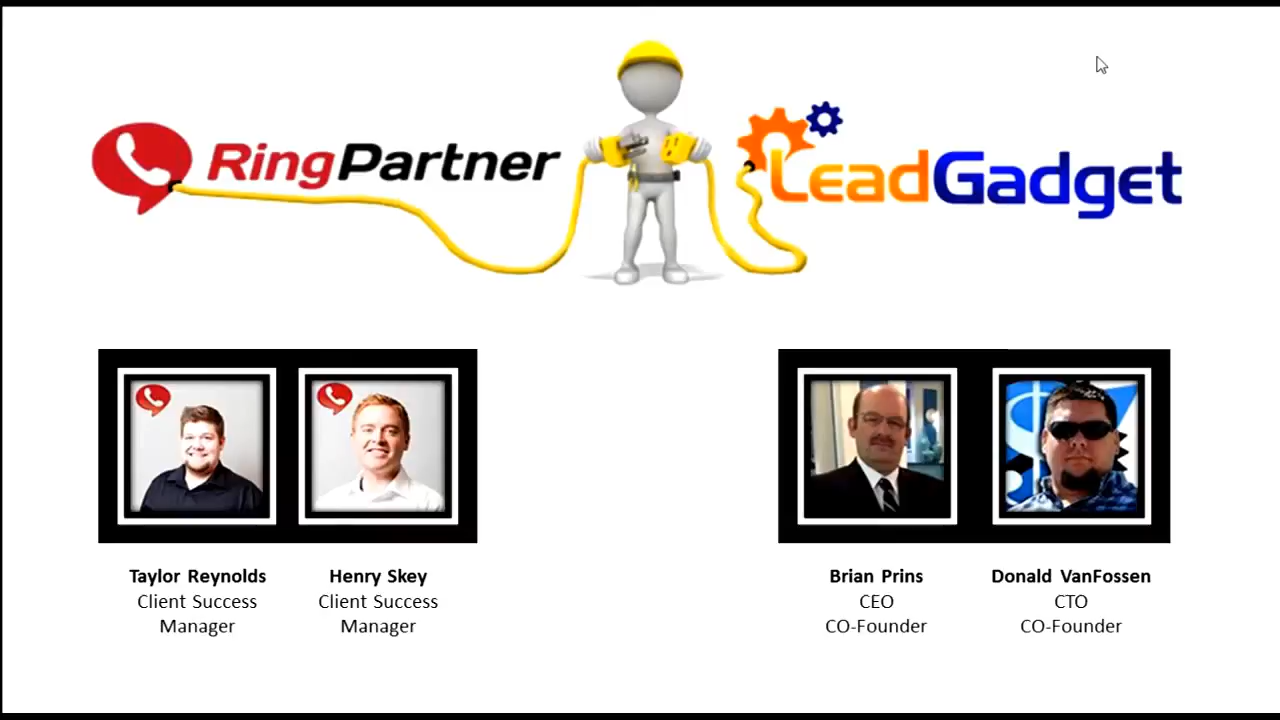 RingPartner
LeadGadget
Taylor Reynolds
Client Success
Manager
Henry Skey
Client Success
Manager
Brian Prins
CEO
CO-Founder
Donald VanFossen
CTO
CO-Founder